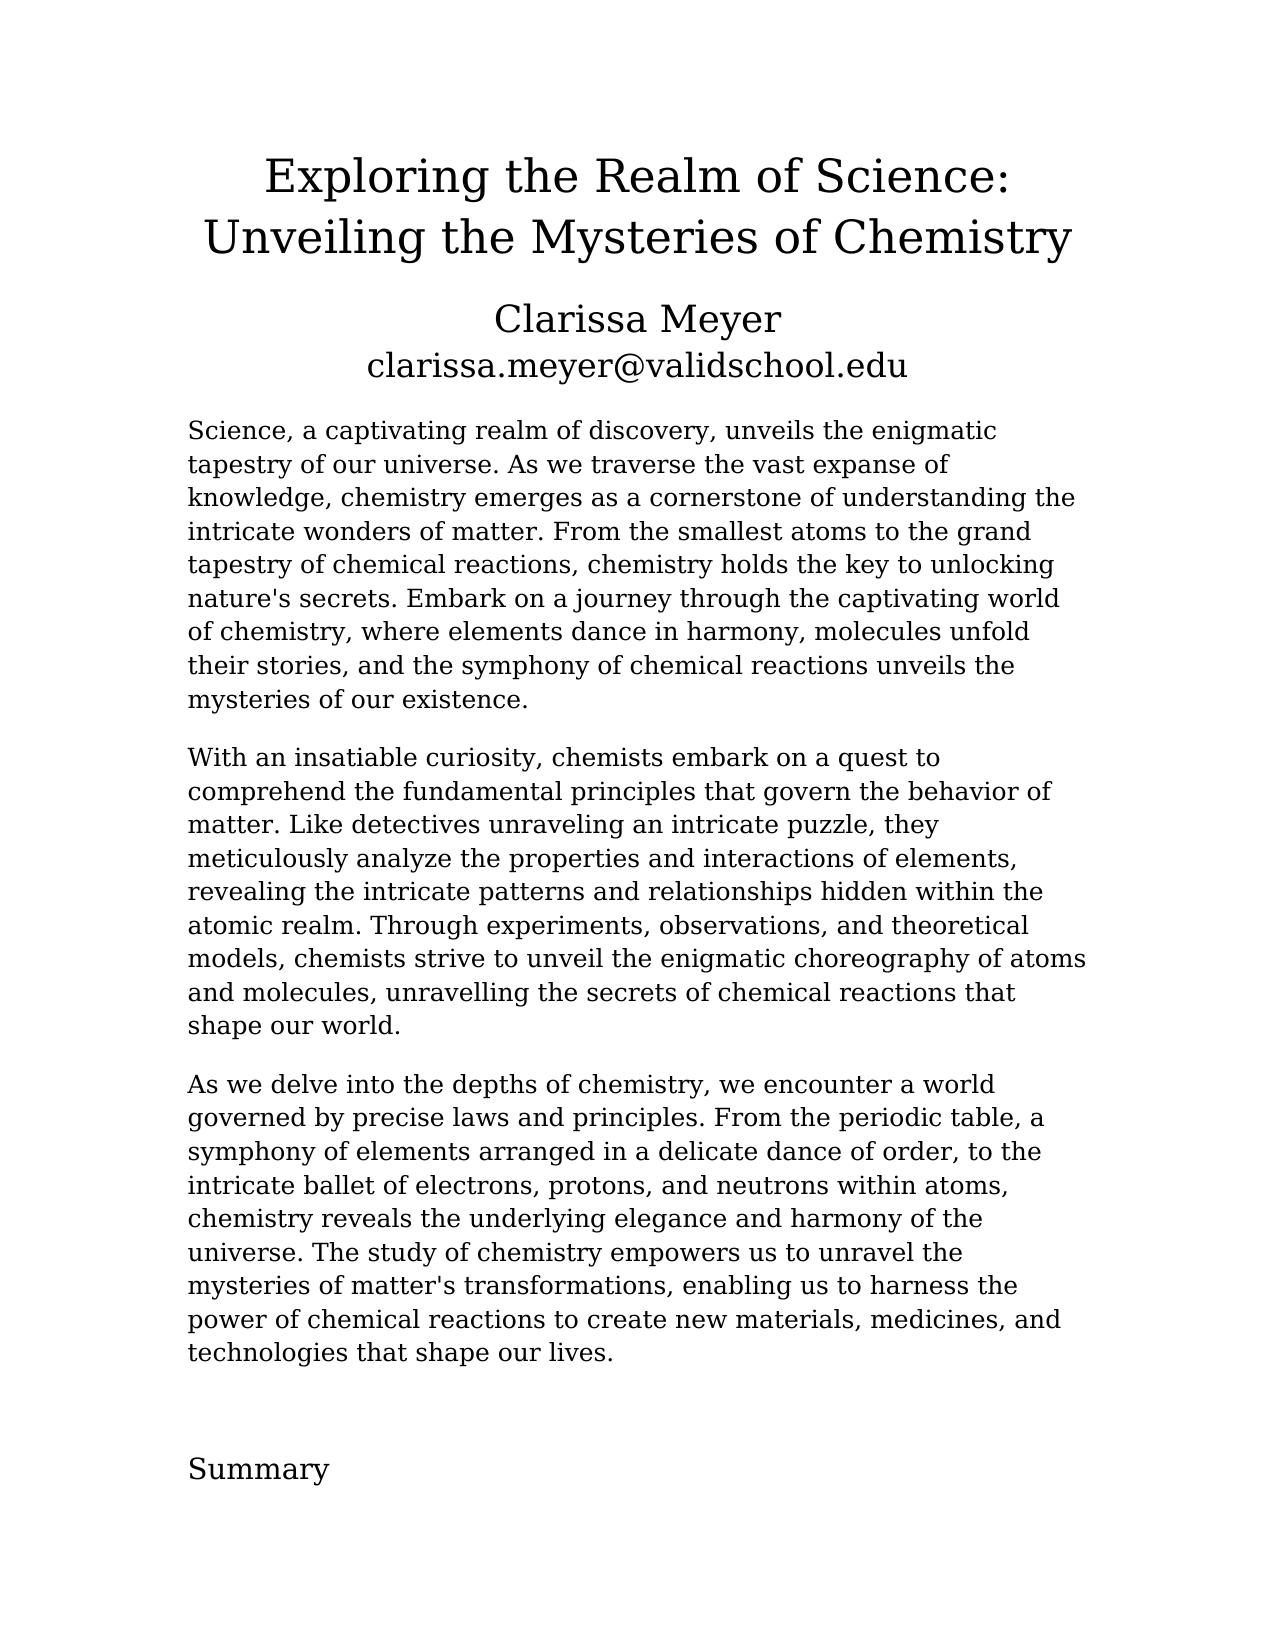 Exploring the Realm of Science:
Unveiling the Mysteries of Chemistry
Clarissa Meyer
clarissa.meyer@validschool.edu
Science, a captivating realm of discovery, unveils the enigmatic
tapestry of our universe. As we traverse the vast expanse of
knowledge, chemistry emerges as a cornerstone of understanding the
intricate wonders of matter. From the smallest atoms to the grand
tapestry of chemical reactions, chemistry holds the key to unlocking
nature's secrets. Embark on a journey through the captivating world
of chemistry, where elements dance in harmony, molecules unfold
their stories, and the symphony of chemical reactions unveils the
mysteries of our existence.
With an insatiable curiosity, chemists embark on a quest to
comprehend the fundamental principles that govern the behavior of
matter. Like detectives unraveling an intricate puzzle, they
meticulously analyze the properties and interactions of elements,
revealing the intricate patterns and relationships hidden within the
atomic realm. Through experiments, observations, and theoretical
models, chemists strive to unveil the enigmatic choreography of atoms
and molecules, unravelling the secrets of chemical reactions that
shape our world.
As we delve into the depths of chemistry, we encounter a world
governed by precise laws and principles. From the periodic table, a
symphony of elements arranged in a delicate dance of order, to the
intricate ballet of electrons, protons, and neutrons within atoms,
chemistry reveals the underlying elegance and harmony of the
universe. The study of chemistry empowers us to unravel the
mysteries of matter's transformations, enabling us to harness the
power of chemical reactions to create new materials, medicines, and
technologies that shape our lives.
Summary